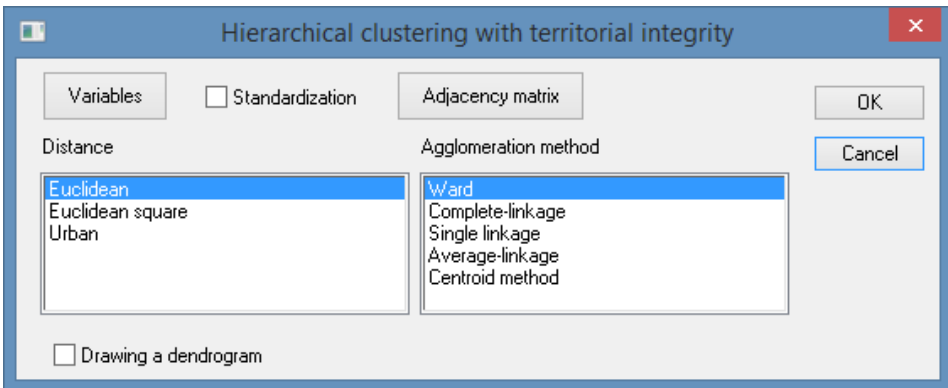 Hierarchical clustering with territorial integrity
Variables
Standardization
Adjacency matrix
OK
Distance
Agglomeration method
Cancel
Euclidean
Euclidean square
Urban
Ward
Complete-linkage
Single linkage
Average-linkage
Centroid method
Drawing a dendrogram